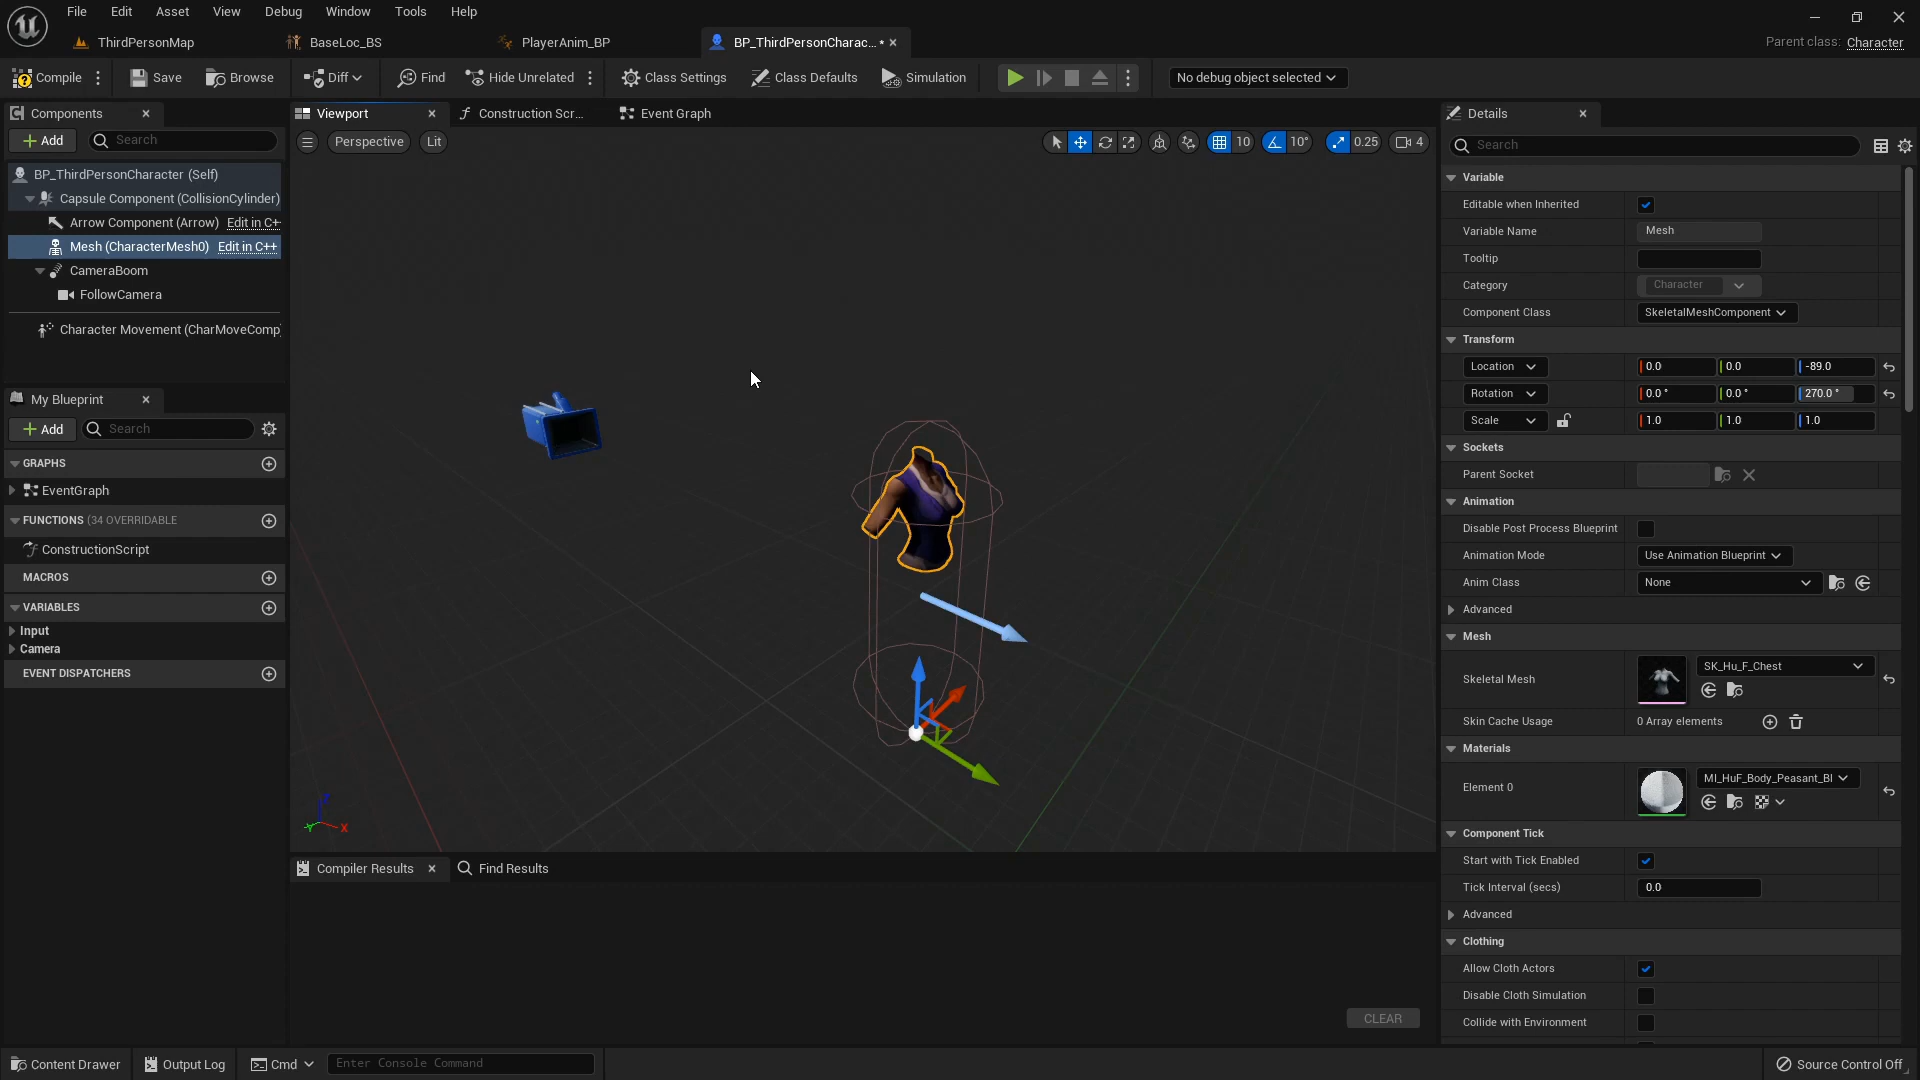 File Edit Asset View Debug Window Tools Help
ThirdPersonMap BaseLoc_BS PlayerAnim_BP BP_ThirdPersonCharac... •
Parent class: Character
Compile Save Browse Diff Find Hide Unrelated Class Settings Class Defaults Simulation No debug object selected
Components
Add Search
BP_ThirdPersonCharacter (Self)
Capsule Component (CollisionCylinder)
Arrow Component (Arrow) Edit in C+
Mesh (CharacterMesh0) Edit in C++
CameraBoom
FollowCamera
Character Movement (CharMoveComp
My Blueprint
Add Search
GRAPHS
EventGraph
FUNCTIONS (34 OVERRIDABLE
ConstructionScript
MACROS
VARIABLES
Input
Camera
EVENT DISPATCHERS
Viewport Construction Scr... Event Graph
Perspective Lit 10 10° 0.25 4
Z
Y X
Compiler Results Find Results
CLEAR
Details
Search
Variable
Editable when Inherited
Variable Name Mesh
Tooltip
Category Character
Component Class SkeletalMeshComponent
Transform
Location 0.0 0.0 -89.0
Rotation 0.0 ° 0.0 ° 270.0 °
Scale 1.0 1.0 1.0
Sockets
Parent Socket
Animation
Disable Post Process Blueprint
Animation Mode Use Animation Blueprint
Anim Class None
Advanced
Mesh
Skeletal Mesh SK_Hu_F_Chest
Skin Cache Usage 0 Array elements
Materials
Element 0 MI_HuF_Body_Peasant_Bl
Component Tick
Start with Tick Enabled
Tick Interval (secs) 0.0
Advanced
Clothing
Allow Cloth Actors
Disable Cloth Simulation
Collide with Environment
Content Drawer Output Log Cmd Enter Console Command Source Control Off